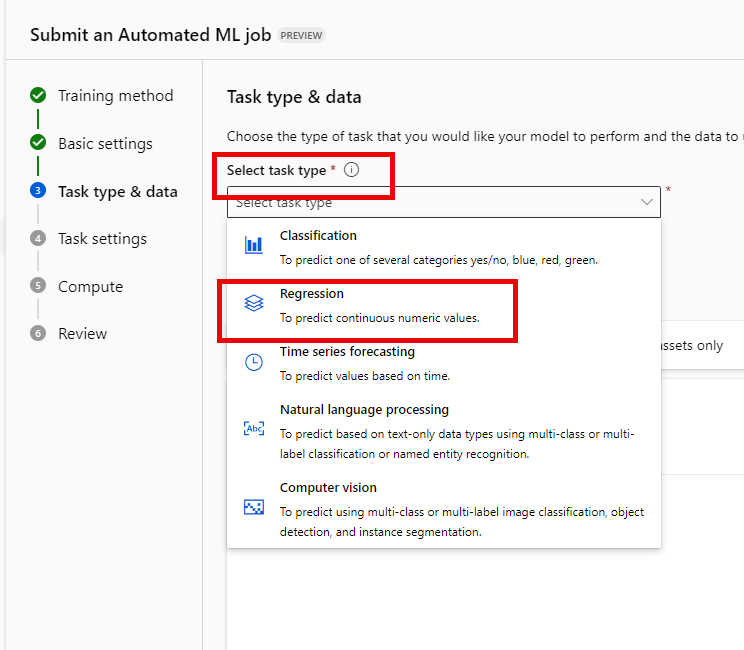 Submit an Automated ML job PREVIEW
Training method
Basic settings
3 Task type & data
4 Task settings
5 Compute
6 Review
Task type & data
Choose the type of task that you would like your model to perform and the data to
Select task type * i
Select task type *
Classification
To predict one of several categories yes/no, blue, red, green.
Regression
To predict continuous numeric values.
Time series forecasting
To predict values based on time.
Abc Natural language processing
To predict based on text-only data types using multi-class or multi-
label classification or named entity recognition.
Computer vision
To predict using multi-class or multi-label image classification, object
detection, and instance segmentation.
assets only